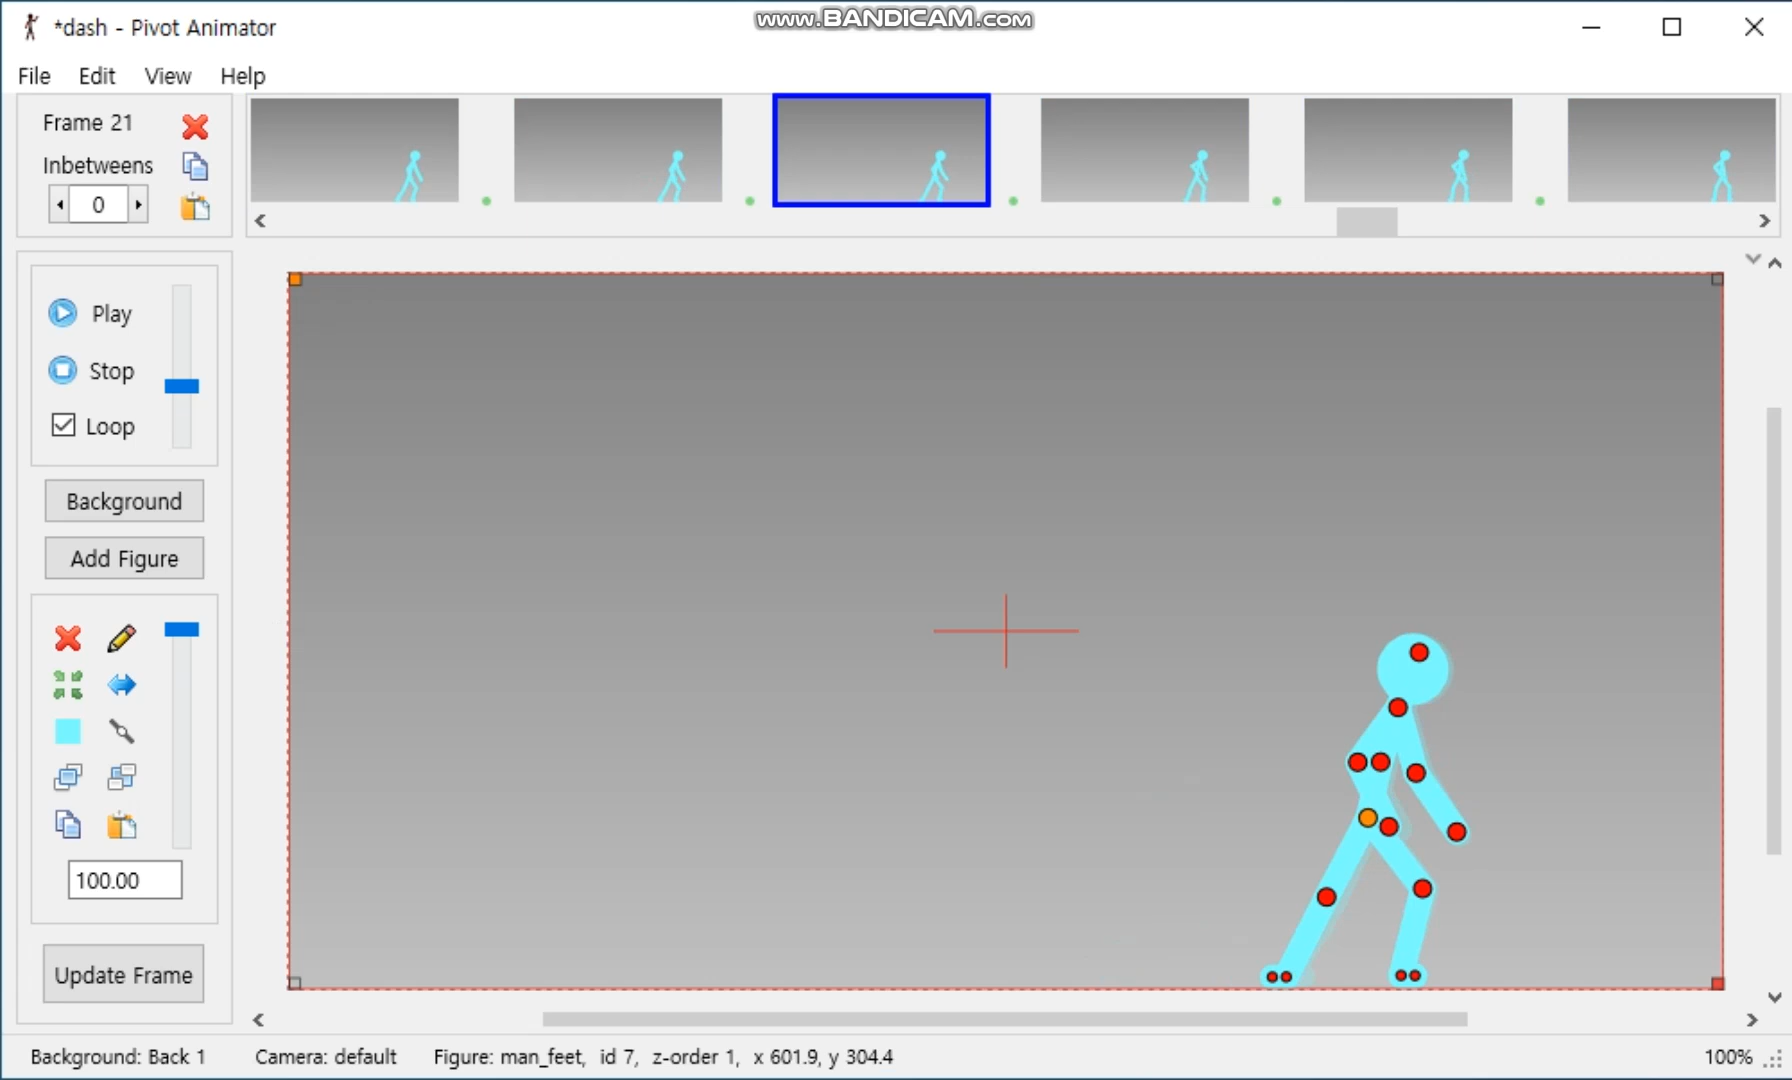 www.BANDICAM.com
*dash - Pivot Animator
File Edit View Help
Frame 21
Inbetweens
0
Play
Stop
Loop
Background
Add Figure
100.00
Update Frame
Background: Back 1 Camera: default Figure: man_feet, id 7, z-order 1, x 601.9, y 304.4 100%